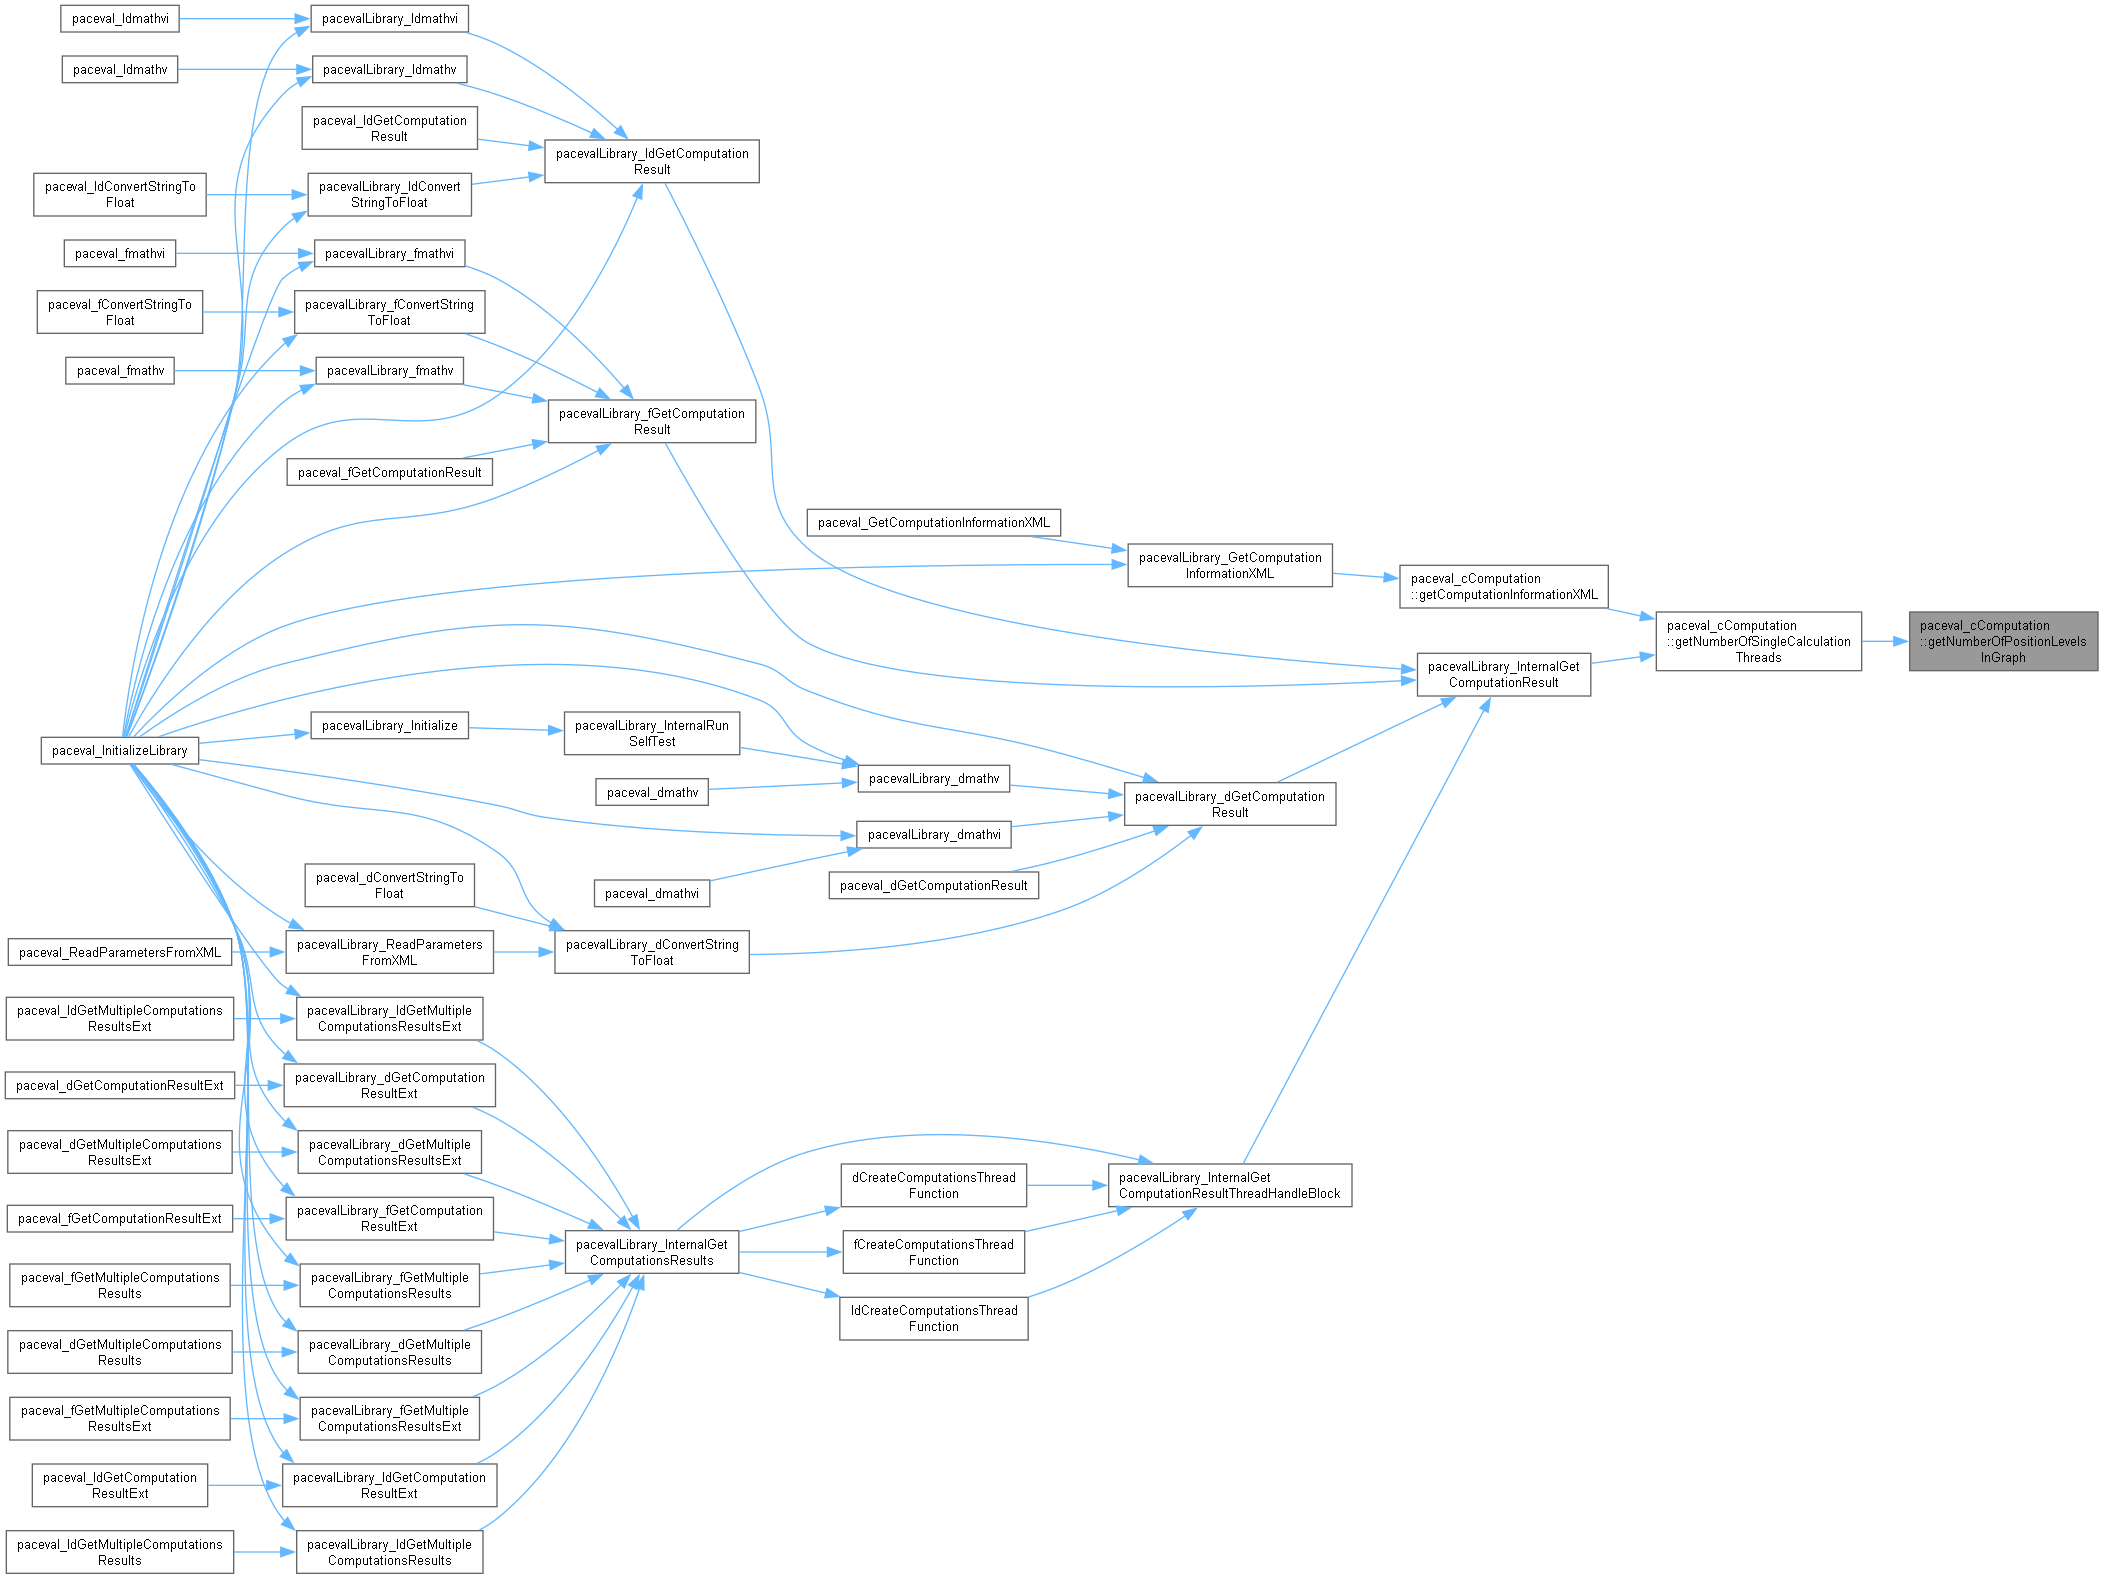 paceval_ldmathvi
pacevalLibrary_ldmathvi
paceval_ldmathv
pacevalLibrary_ldmathv
paceval_ldGetComputation
Result
pacevalLibrary_ldGetComputation
Result
paceval_ldConvertStringTo
Float
pacevalLibrary_ldConvert
StringToFloat
paceval_fmathvi
pacevalLibrary_fmathvi
paceval_fConvertStringTo
Float
pacevalLibrary_fConvertString
ToFloat
paceval_fmathv
pacevalLibrary_fmathv
pacevalLibrary_fGetComputation
Result
paceval_fGetComputationResult
paceval_GetComputationInformationXML
pacevalLibrary_GetComputation
InformationXML
paceval_cComputation
::getComputationInformationXML
paceval_cComputation
::getNumberOfSingleCalculation
Threads
paceval_cComputation
::getNumberOfPositionLevels
InGraph
pacevalLibrary_InternalGet
ComputationResult
paceval_InitializeLibrary
pacevalLibrary_Initialize
pacevalLibrary_InternalRun
SelfTest
pacevalLibrary_dmathv
paceval_dmathv
pacevalLibrary_dGetComputation
Result
pacevalLibrary_dmathvi
paceval_dmathvi
paceval_dGetComputationResult
paceval_dConvertStringTo
Float
pacevalLibrary_dConvertString
ToFloat
paceval_ReadParametersFromXML
pacevalLibrary_ReadParameters
FromXML
paceval_ldGetMultipleComputations
ResultsExt
pacevalLibrary_ldGetMultiple
ComputationsResultsExt
paceval_dGetComputationResultExt
pacevalLibrary_dGetComputation
ResultExt
paceval_dGetMultipleComputations
ResultsExt
pacevalLibrary_dGetMultiple
ComputationsResultsExt
dCreateComputationsThread
Function
pacevalLibrary_InternalGet
ComputationResultThreadHandleBlock
paceval_fGetComputationResultExt
pacevalLibrary_fGetComputation
ResultExt
pacevalLibrary_InternalGet
ComputationsResults
fCreateComputationsThread
Function
paceval_fGetMultipleComputations
Results
pacevalLibrary_fGetMultiple
ComputationsResults
ldCreateComputationsThread
Function
paceval_dGetMultipleComputations
Results
pacevalLibrary_dGetMultiple
ComputationsResults
paceval_fGetMultipleComputations
ResultsExt
pacevalLibrary_fGetMultiple
ComputationsResultsExt
paceval_ldGetComputation
ResultExt
pacevalLibrary_ldGetComputation
ResultExt
paceval_ldGetMultipleComputations
Results
pacevalLibrary_ldGetMultiple
ComputationsResults